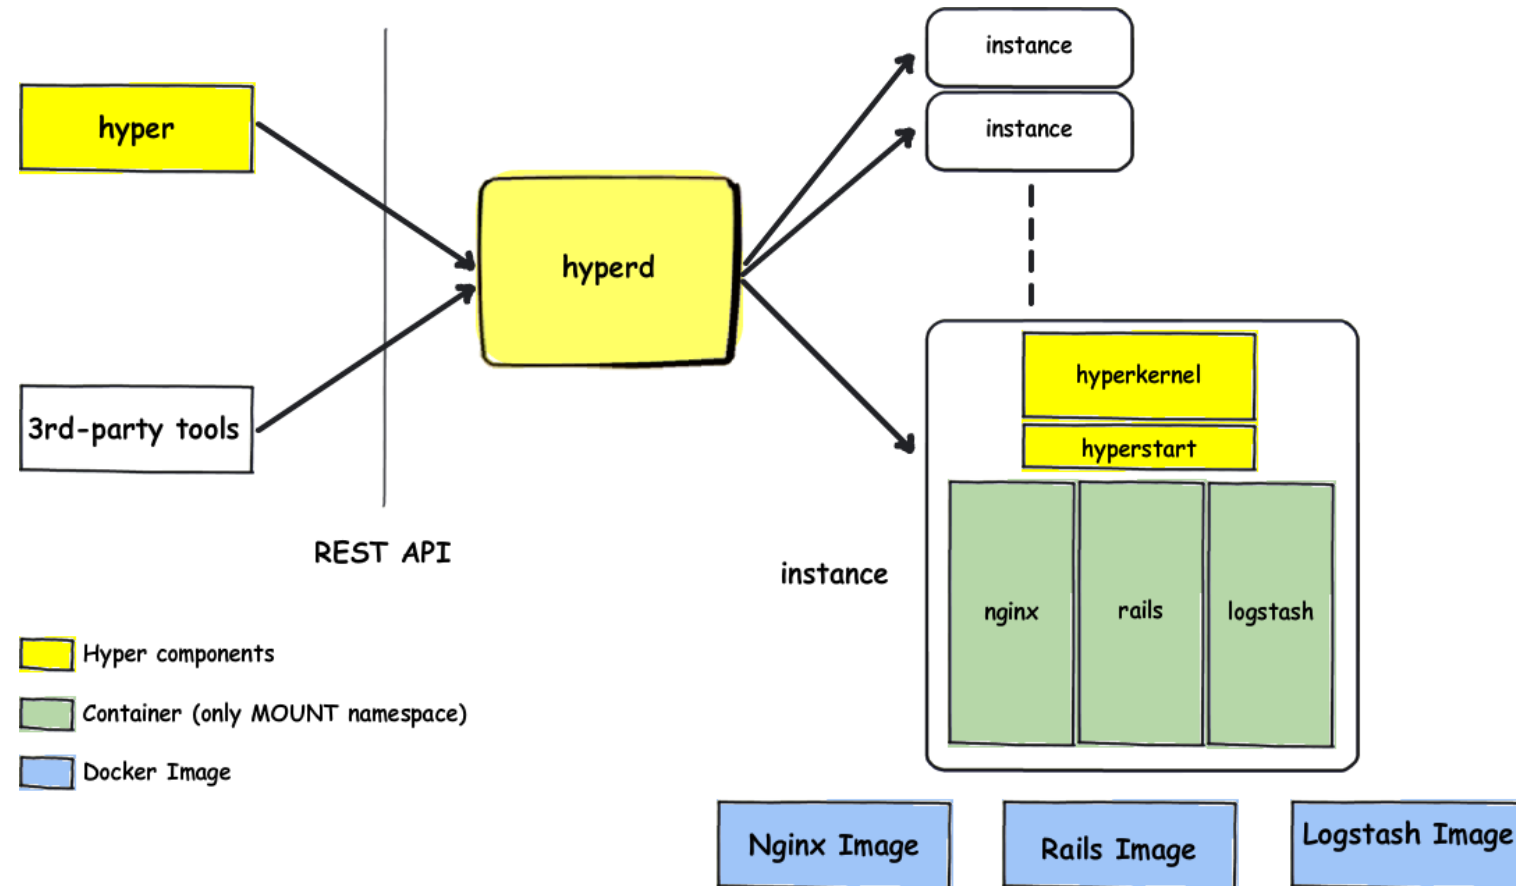 instance
instance
hyper
hyperd
3rd-party tools
REST API
hyperkernel
hyperstart
instance
nginx
rails
logstash
Hyper components
Container (only MOUNT namespace)
Docker Image
Nginx Image
Rails Image
Logstash Image